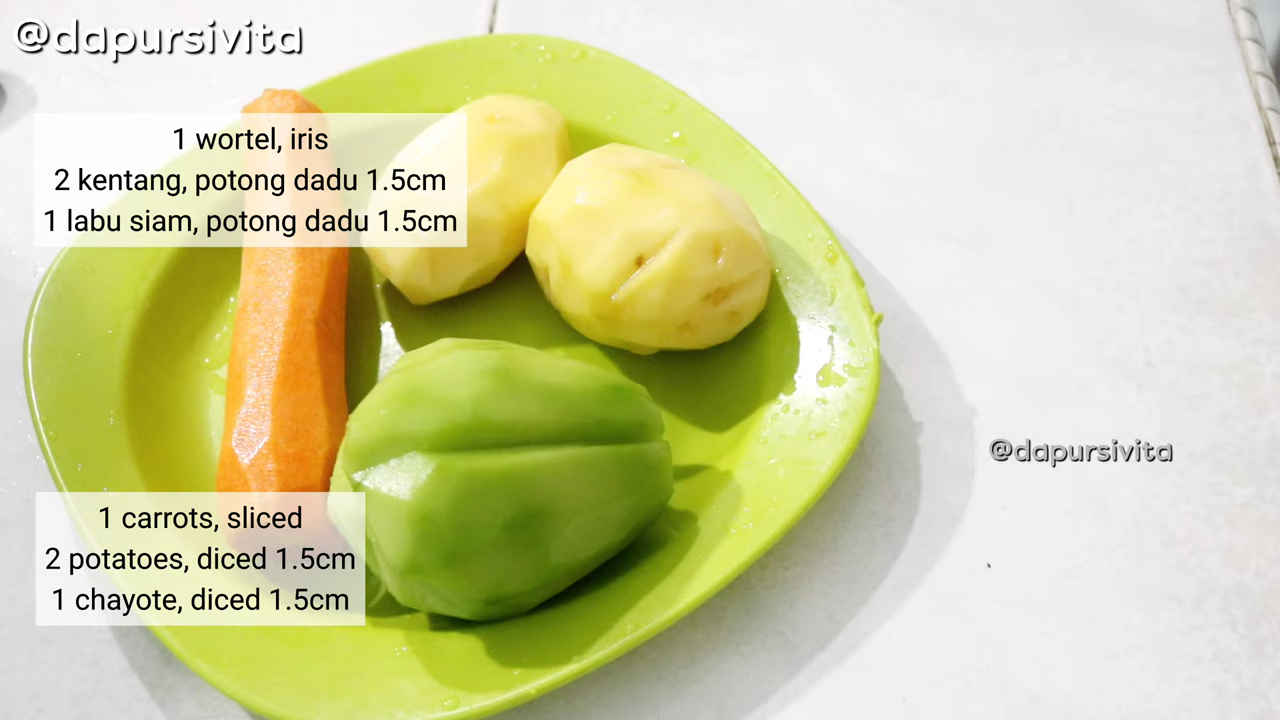 @dapursivita
1 wortel, iris
2 kentang, potong dadu 1.5cm
1 labu siam, potong dadu 1.5cm
@dapursivita
1 carrots, sliced
2 potatoes, diced 1.5cm
1 chayote, diced 1.5cm